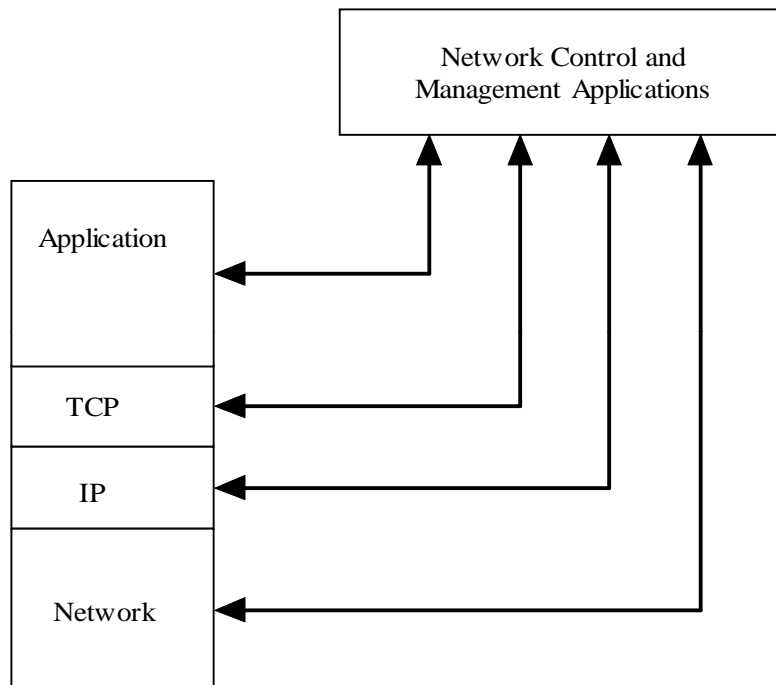 Network Control and
Management Applications
Application
TCP
IP
Network